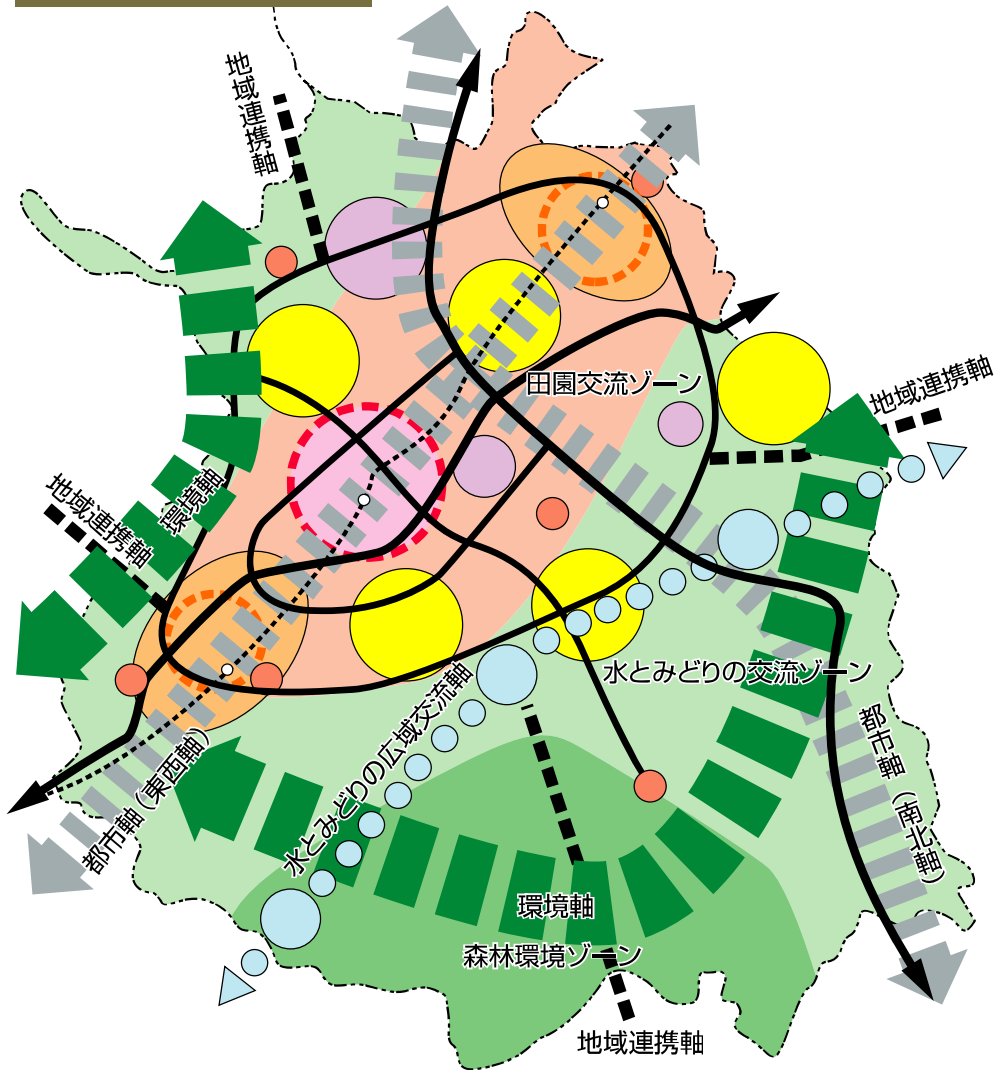 地域連携軸
田園交流ゾーン
地域連携軸
環境軸
地域連携軸
水とみどりの交流ゾーン
水とみどりの広域交流軸
都市軸（南北軸）
都市軸（東西軸）
環境軸
森林環境ゾーン
地域連携軸